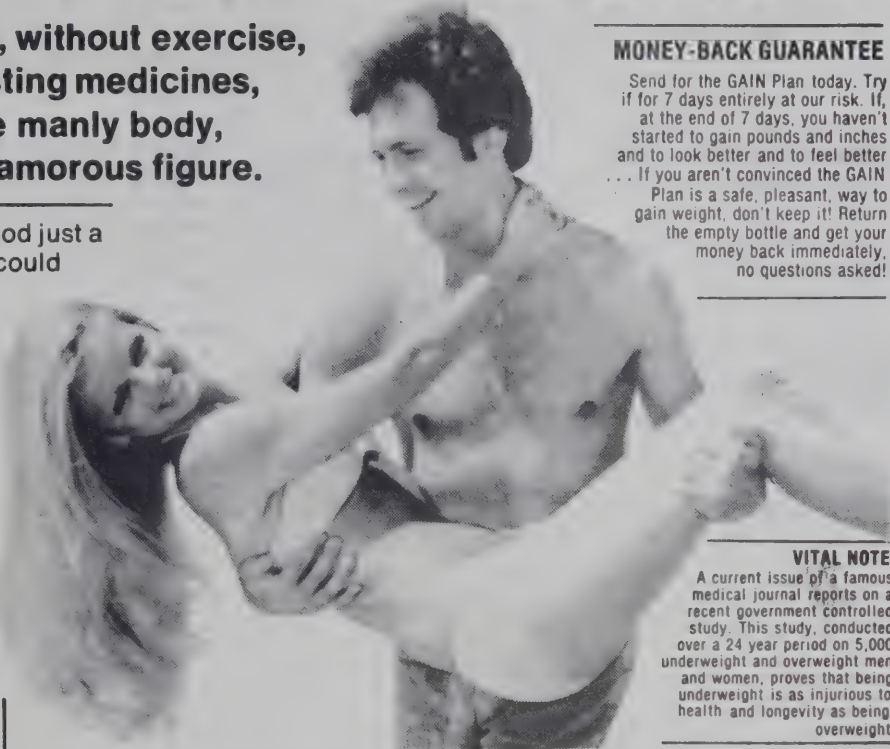 , without exercise,
sting medicines,
e manly body,
amorous figure.
od just a
could
MONEY-BACK GUARANTEE
Send for the GAIN Plan today. Try
if for 7 days entirely at our risk. If,
at the end of 7 days, you haven't
started to gain pounds and inches
and to look better and to feel better
. . . If you aren't convinced the GAIN
Plan is a safe, pleasant, way to
gain weight, don't keep it! Return
the empty bottle and get your
money back immediately,
no questions asked!
VITAL NOTE
A current issue of a famous
medical journal reports on a
recent government controlled
study. This study, conducted
over a 24 year period on 5,000
underweight and overweight men
and women, proves that being
underweight is as injurious to
health and longevity as being
overweight